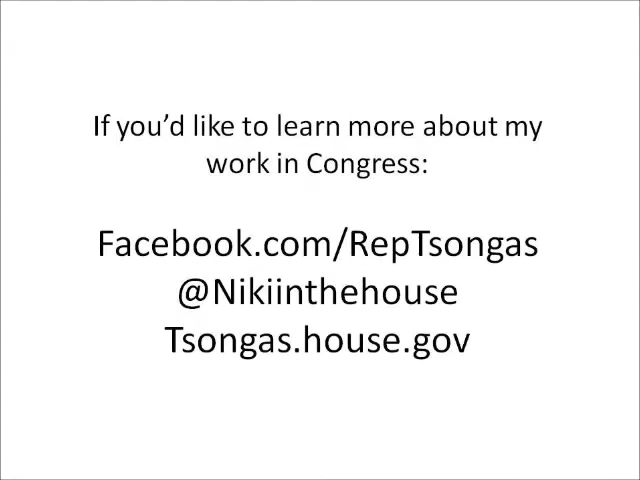 If you’d like to learn more about my
work in Congress:
Facebook.com/RepTsongas
@Nikiinthehouse
Tsongas.house.gov